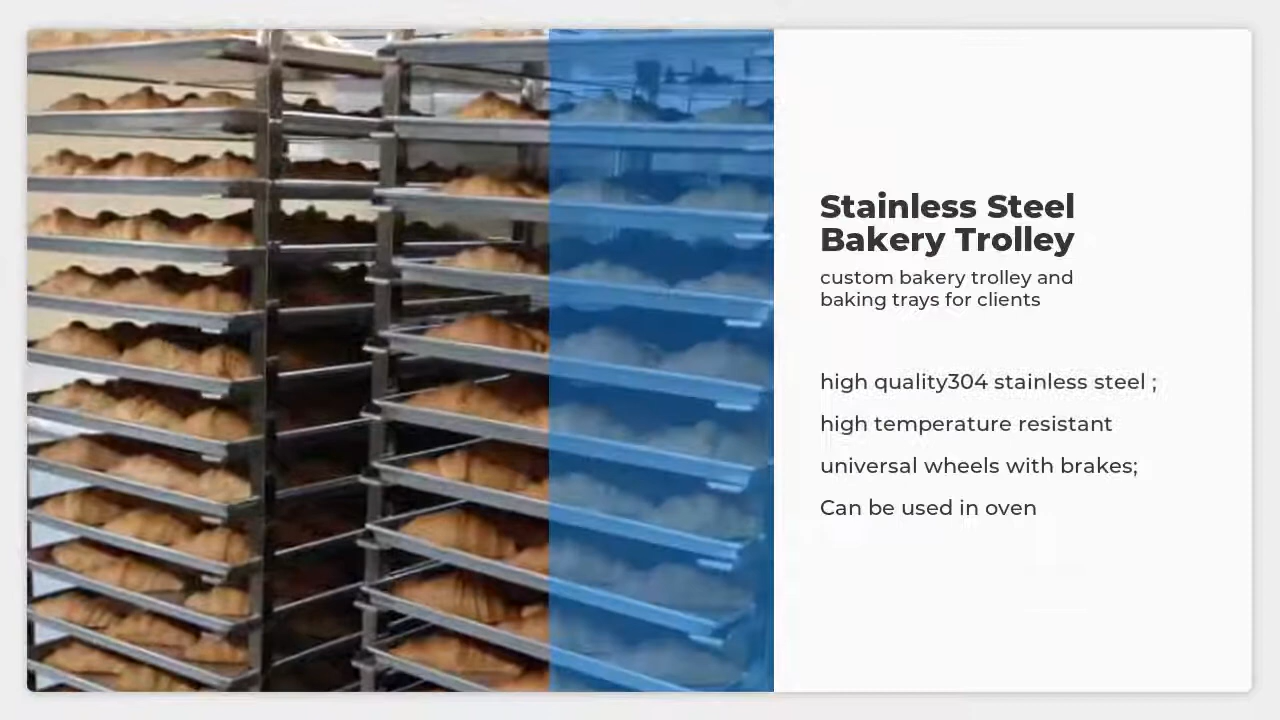 Stainless Steel
Bakery Trolley
custom bakery trolley and
baking trays for clients
high quality304 stainless steel ;
high temperature resistant
universal wheels with brakes;
Can be used in oven